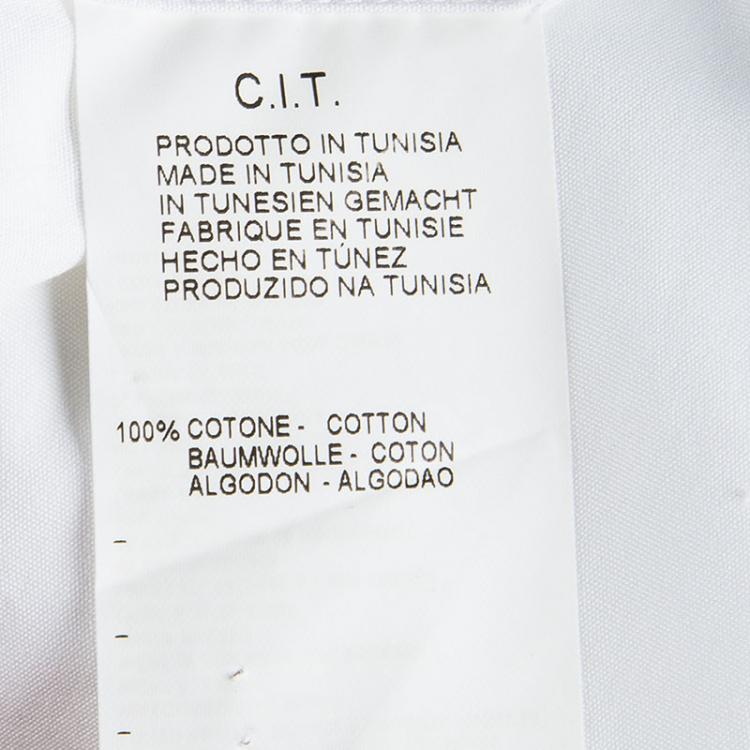 C.I.T.
PRODOTTO IN TUNISIA
MADE IN TUNISIA
IN TUNESIEN GEMACHT
FABRIQUE EN TUNISIE
HECHO EN TÚNEZ
PRODUZIDO NA TUNISIA
100% COTONE - COTTON
BAUMWOLLE - COTON
ALGODON - ALGODAO
-
-
-